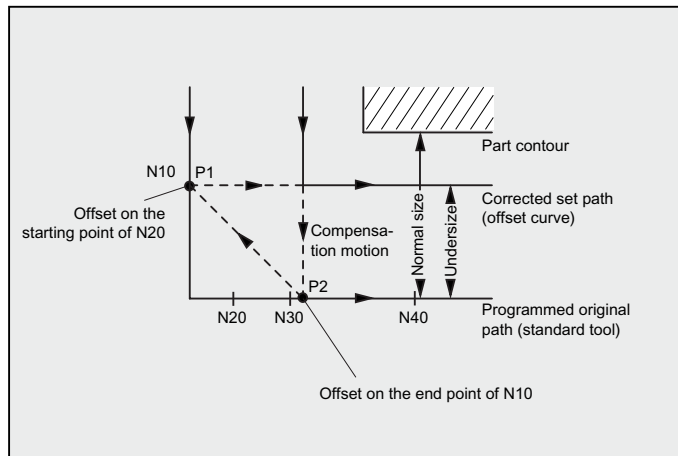 Part contour
N10 P1
Corrected set path
(offset curve)
Offset on the
starting point of N20
Compensa-
tion motion
Normal size
Undersize
P2
N20
N30
N40
Programmed original
path (standard tool)
Offset on the end point of N10